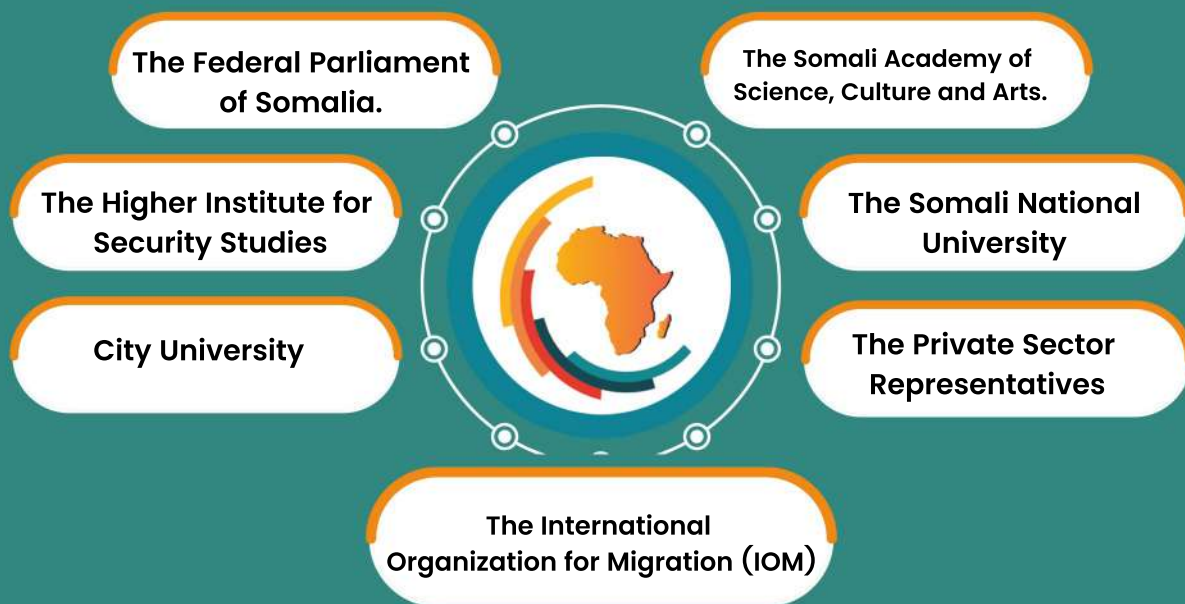 The Federal Parliament
of Somalia.
The Somali Academy of
Science, Culture and Arts.
The Higher Institute for
Security Studies
The Somali National
University
City University
The Private Sector
Representatives
The International
Organization for Migration (IOM)